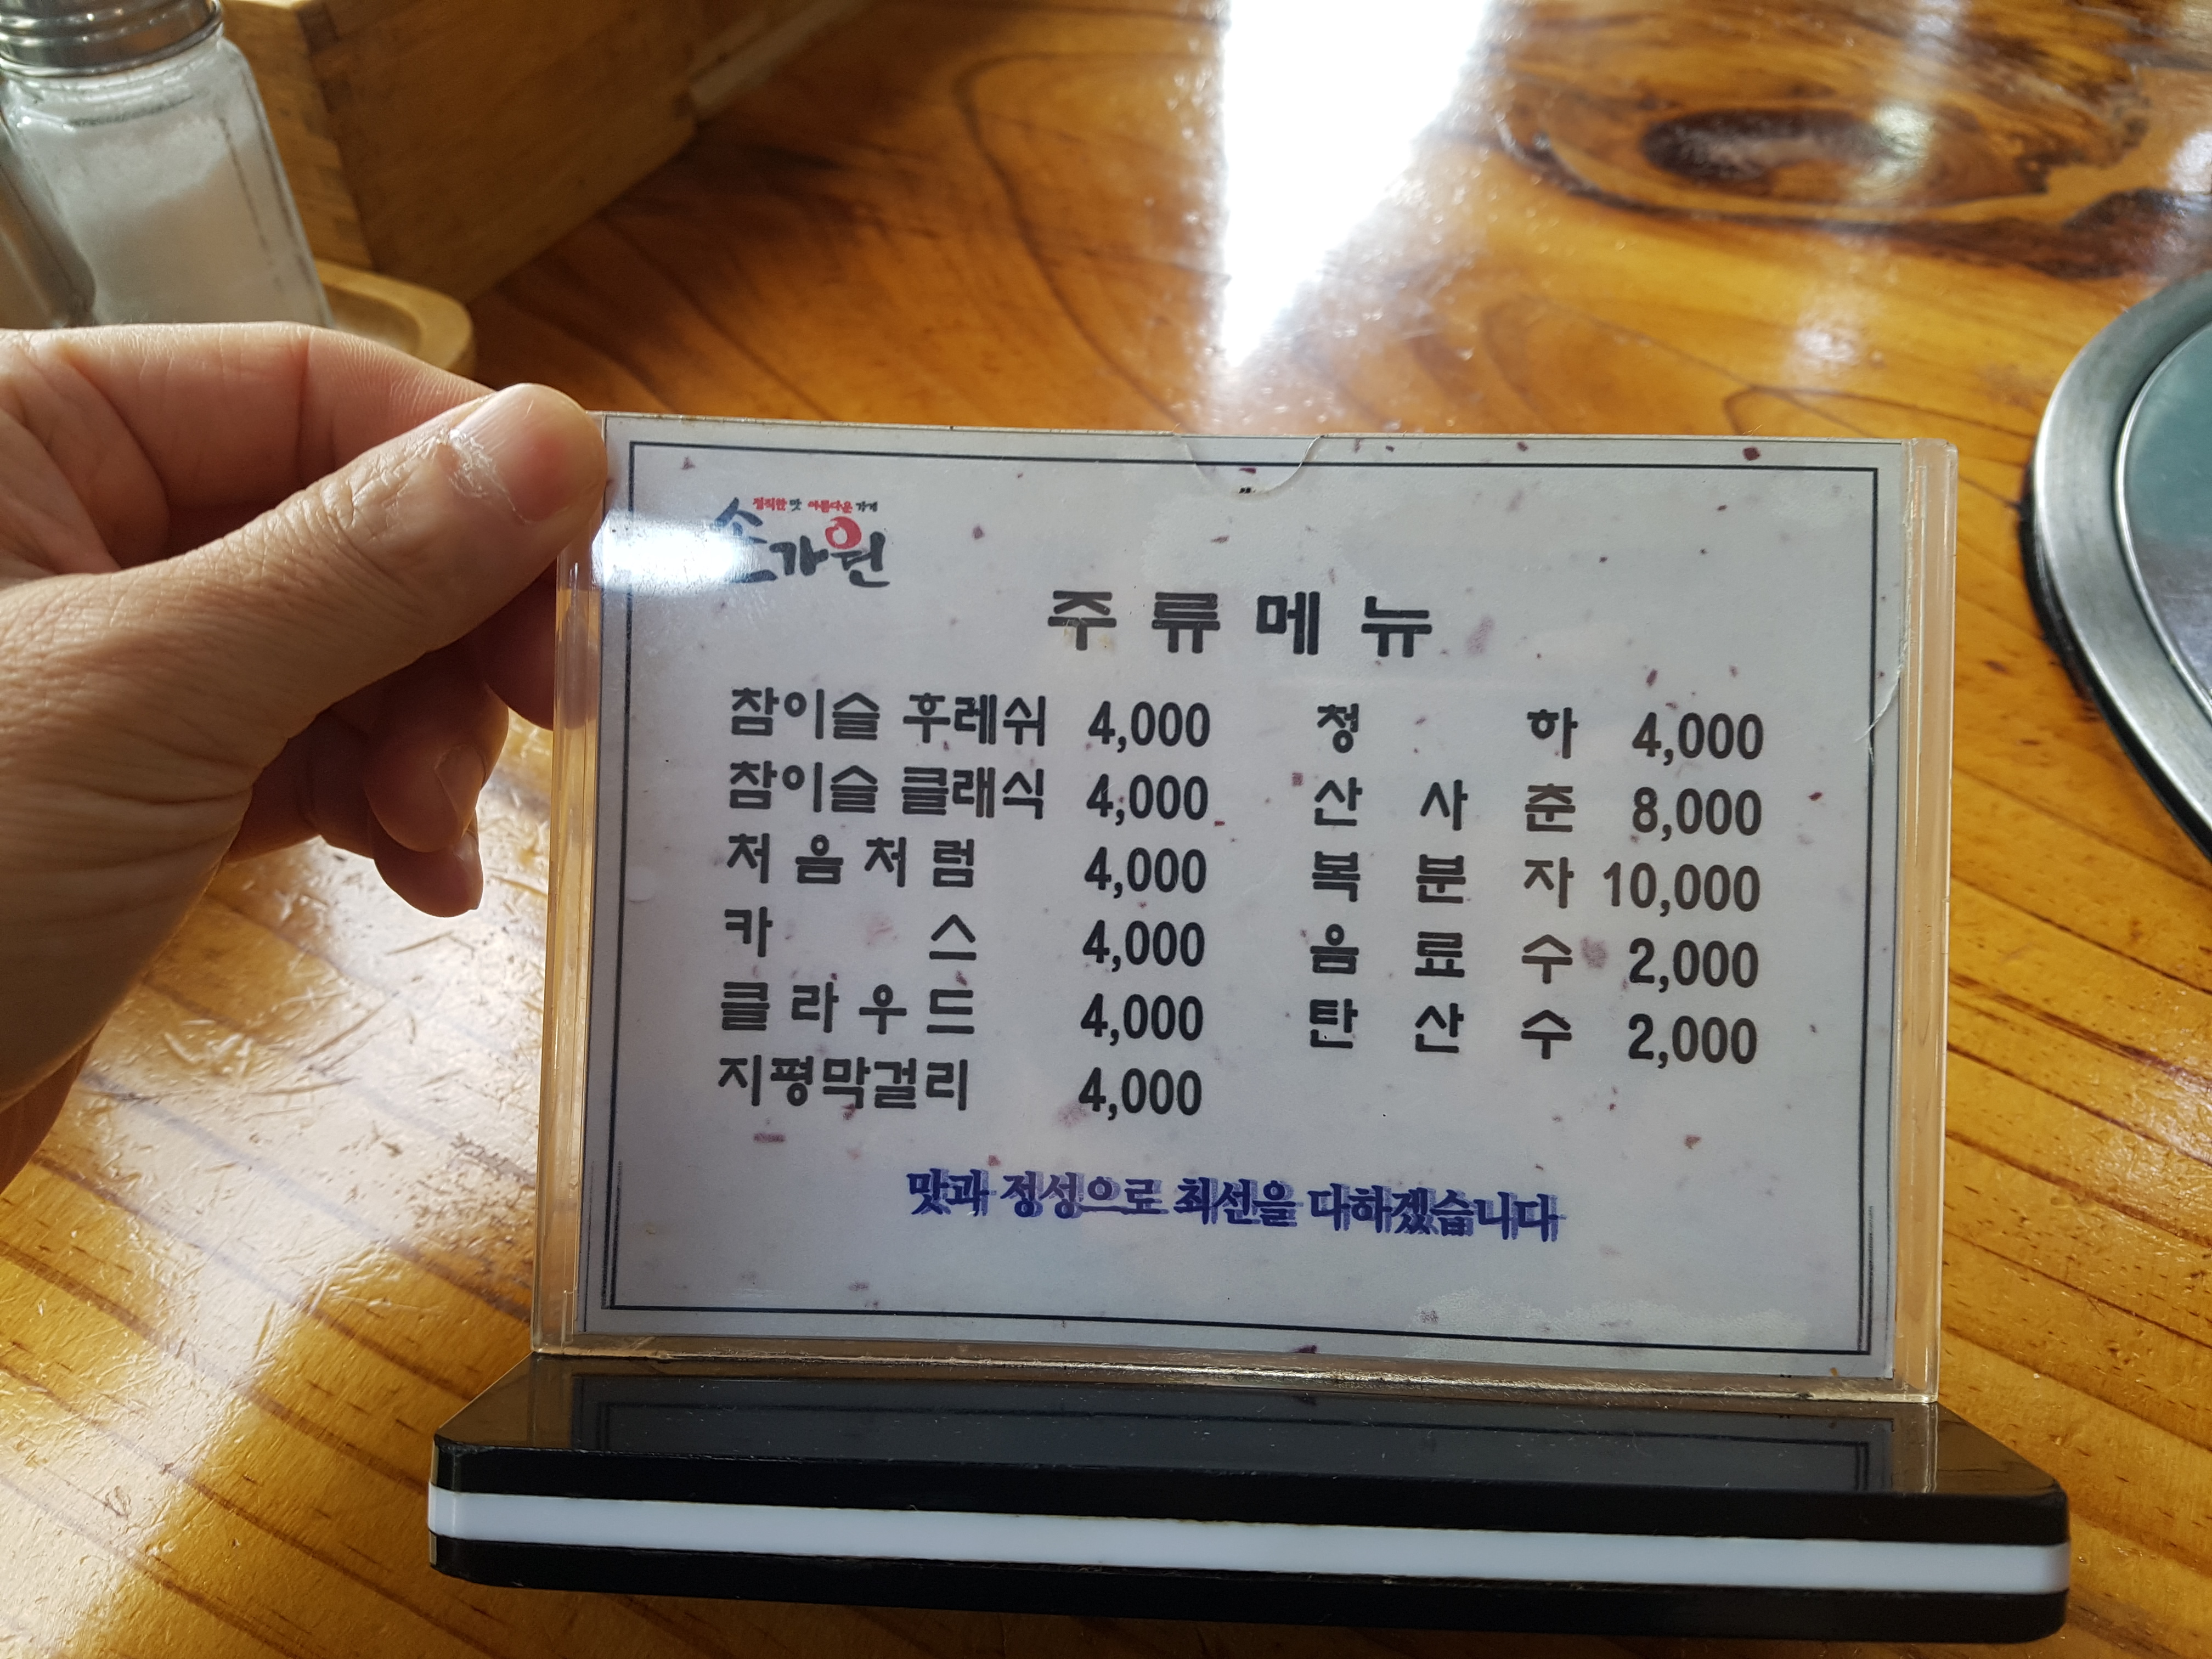 정직한 맛 아름다운 가게
손가원
주류메뉴
참이슬 후레쉬 4,000
참이슬 클래식 4,000
처음처럼 4,000
카스 4,000
클라우드 4,000
지평막걸리 4,000
청하 4,000
산사춘 8,000
복분자 10,000
음료수 2,000
탄산수 2,000
맛과 정성으로 최선을 다하겠습니다